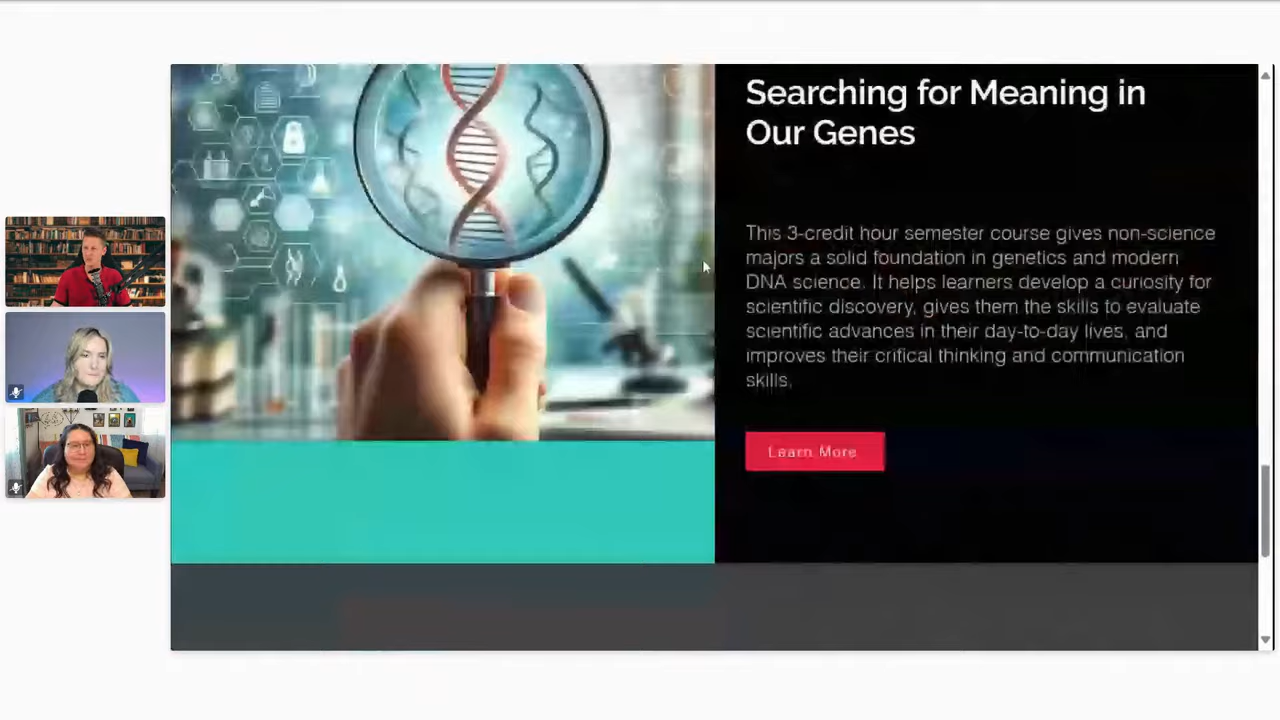 Searching for Meaning in
Our Genes
This 3-credit hour semester course gives non-science
majors a solid foundation in genetics and modern
DNA science. It helps learners develop a curiosity for
scientific discovery, gives them the skills to evaluate
scientific advances in their day-to-day lives, and
improves their critical thinking and communication
skills.
Learn More